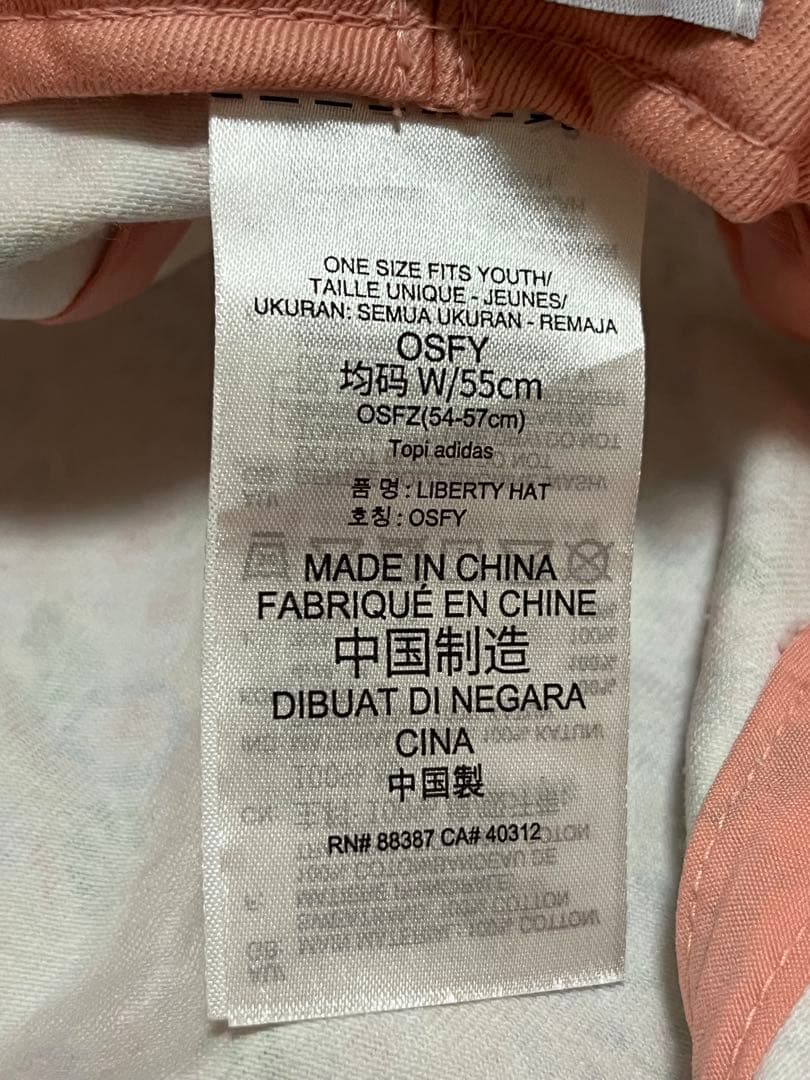 ONE SIZE FITS YOUTH/
TAILLE UNIQUE - JEUNES/
UKURAN: SEMUA UKURAN - REMAJA
OSFY
均码 W/55cm
OSFZ(54-57cm)
Topi adidas
품 명 : LIBERTY HAT
호칭 : OSFY
MADE IN CHINA
FABRIQUÉ EN CHINE
中国制造
DIBUAT DI NEGARA
CINA
中国製
RN# 88387 CA# 40312